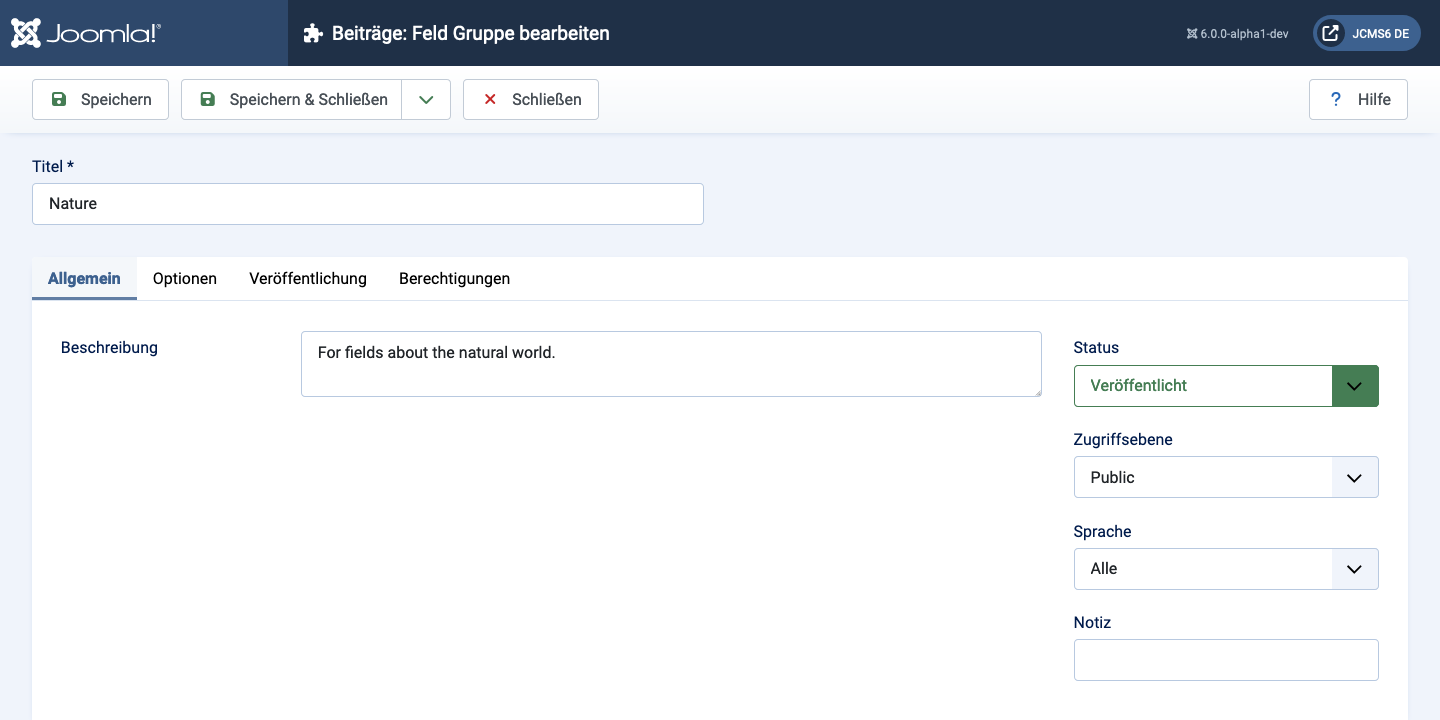 Joomla!®
Beiträge: Feld Gruppe bearbeiten
6.0.0-alpha1-dev
JCMS6 DE
Speichern
Speichern & Schließen
Schließen
? Hilfe
Titel *
Nature
Allgemein
Optionen
Veröffentlichung
Berechtigungen
Beschreibung
For fields about the natural world.
Status
Veröffentlicht
Zugriffsebene
Public
Sprache
Alle
Notiz